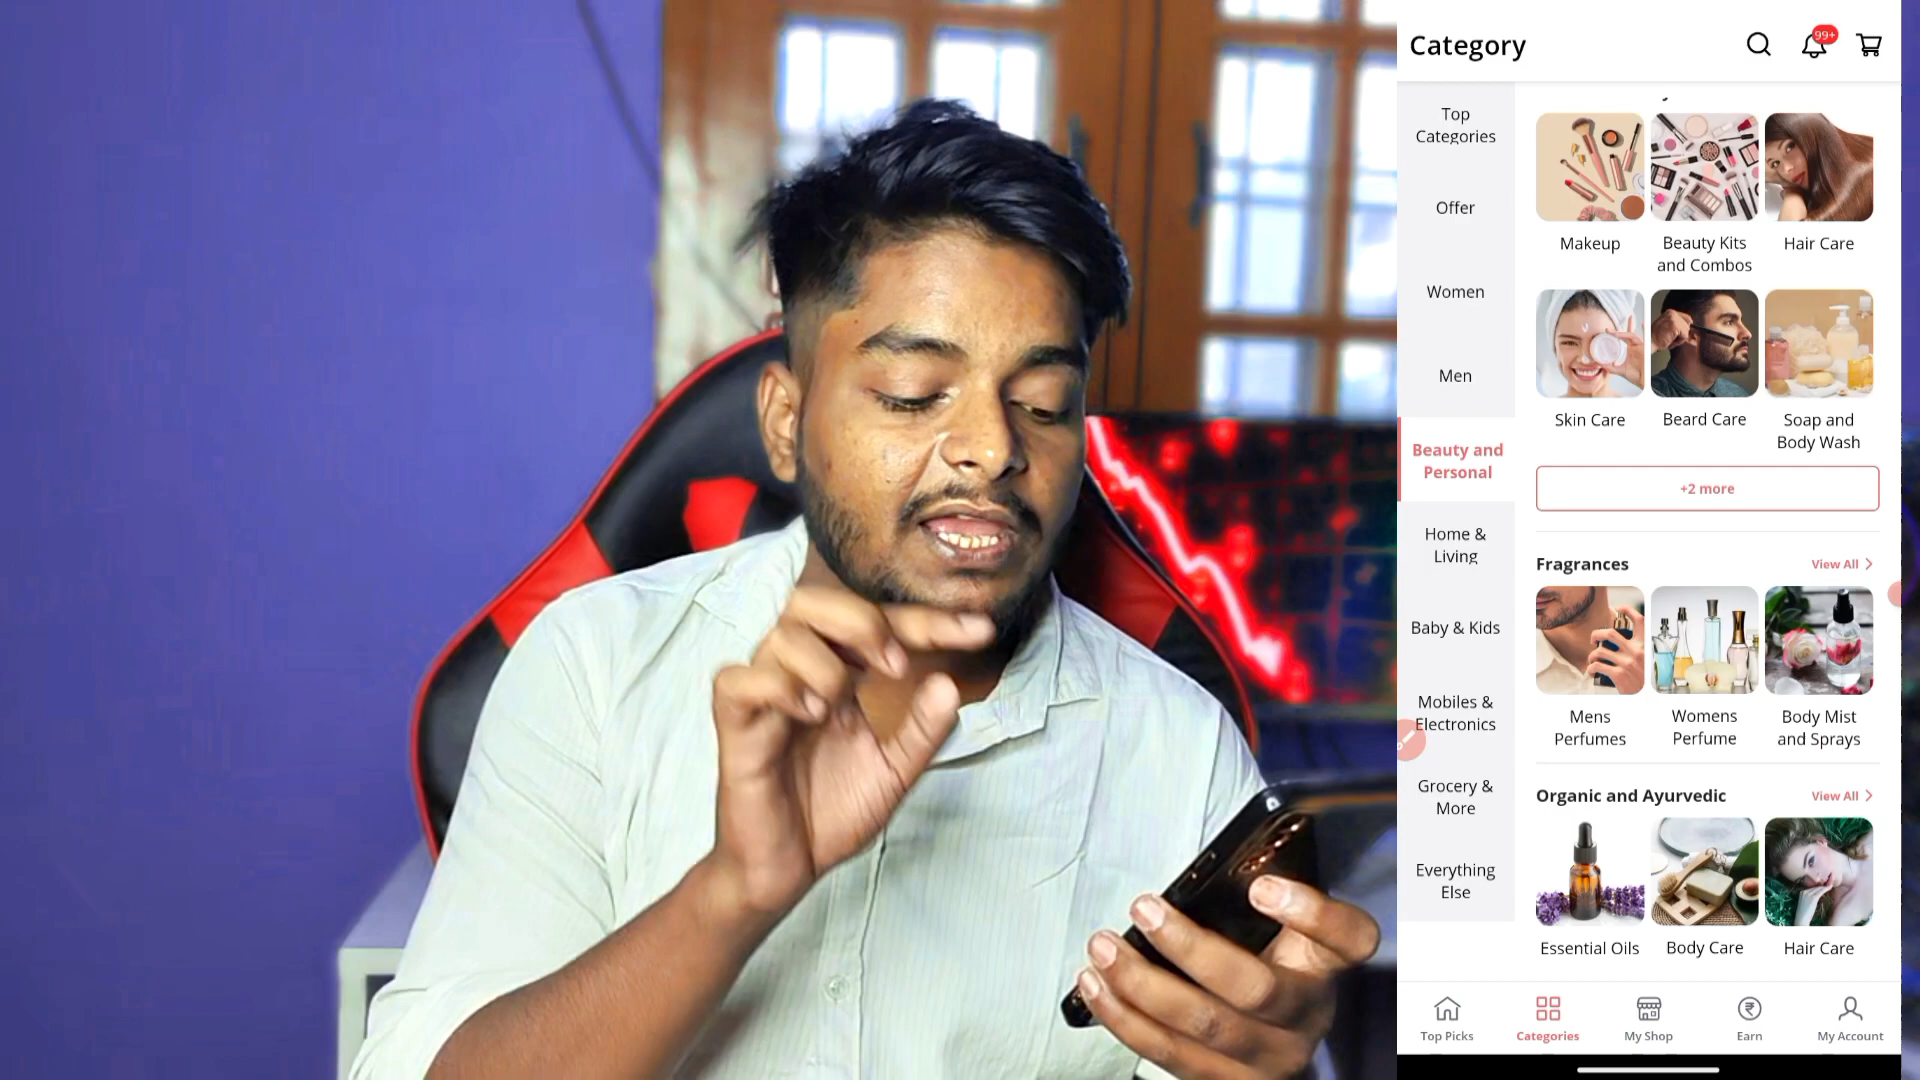 Category
99+
Top
Categories
Offer
Women
Men
Beauty and
Personal
Home &
Living
Baby & Kids
Mobiles &
Electronics
Grocery &
More
Everything
Else
Makeup
Beauty Kits
and Combos
Hair Care
Skin Care
Beard Care
Soap and
Body Wash
+2 more
Fragrances
View All
Mens
Perfumes
Womens
Perfume
Body Mist
and Sprays
Organic and Ayurvedic
View All
Essential Oils
Body Care
Hair Care
Top Picks
Categories
My Shop
Earn
My Account